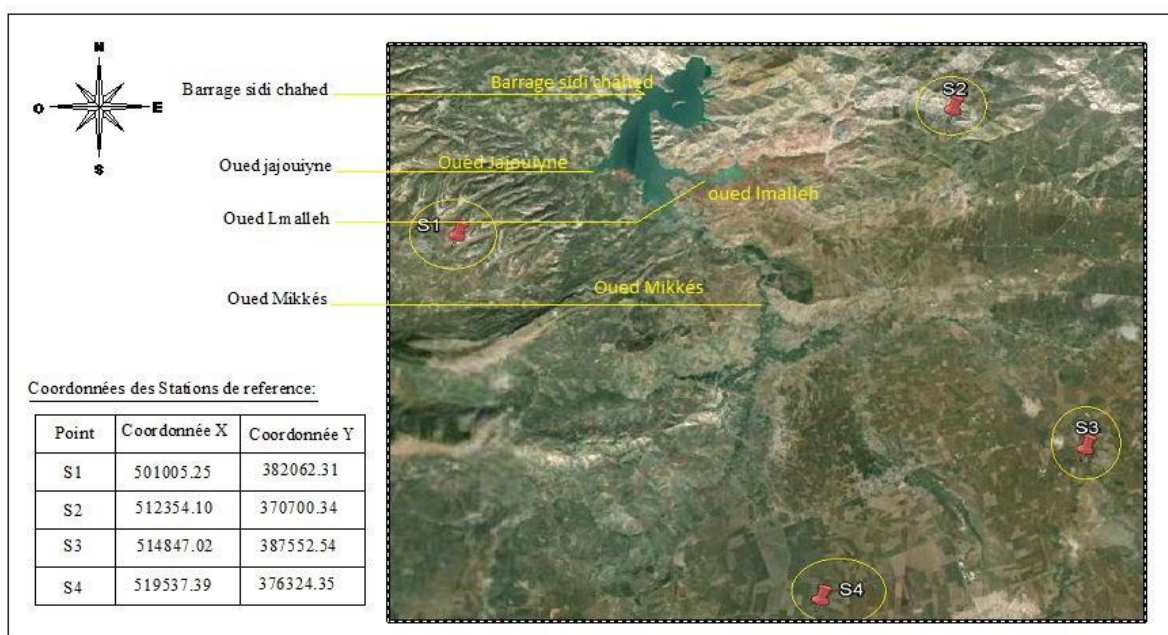 N
O E
S
Barrage sidi chahed
Oued jajouiyne
Oued Lmalleh
Oued Mikkés
Barrage sidi chahed
S2
Oued Jajouiyne
oued lmalleh
S1
Oued Mikkés
S3
S4
Coordonnées des Stations de reference:
Point Coordonnée X Coordonnée Y
S1 501005.25 382062.31
S2 512354.10 370700.34
S3 514847.02 387552.54
S4 519537.39 376324.35